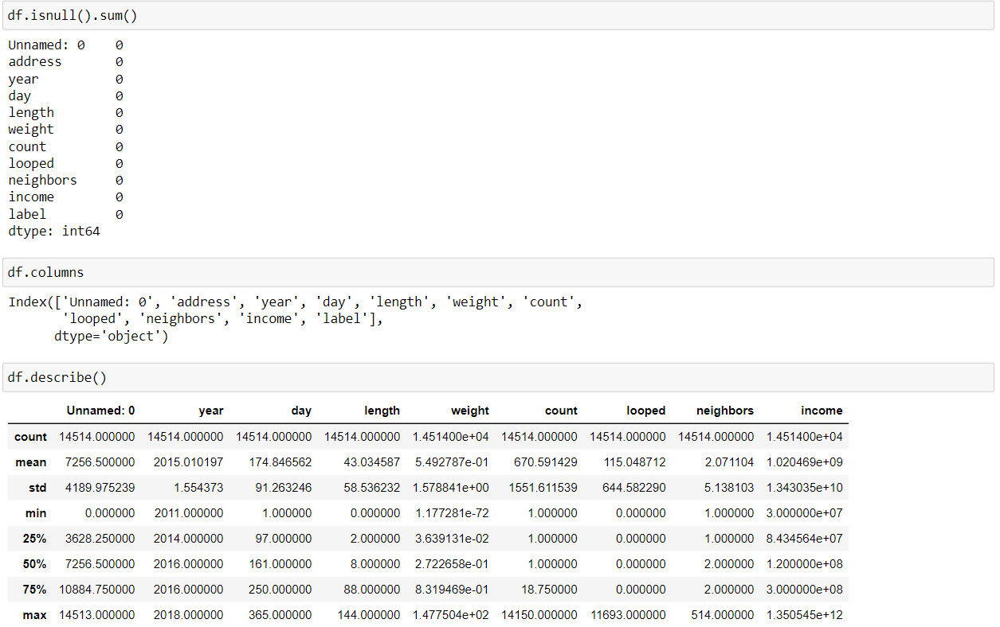 df.isnull().sum()
Unnamed: 0    0
address       0
year          0
day           0
length        0
weight        0
count         0
looped        0
neighbors     0
income        0
label         0
dtype: int64
df.columns
Index(['Unnamed: 0', 'address', 'year', 'day', 'length', 'weight', 'count',
       'looped', 'neighbors', 'income', 'label'],
      dtype='object')
df.describe()
Unnamed: 0 year day length weight count looped neighbors income
count 14514.000000 14514.000000 14514.000000 14514.000000 1.451400e+04 14514.000000 14514.000000 14514.000000 1.451400e+04
mean 7256.500000 2015.010197 174.846562 43.034587 5.492787e-01 670.591429 115.048712 2.071104 1.020469e+09
std 4189.975239 1.554373 91.263246 58.536232 1.578841e+00 1551.611539 644.582290 5.138103 1.343035e+10
min 0.000000 2011.000000 1.000000 0.000000 1.177281e-72 1.000000 0.000000 1.000000 3.000000e+07
25% 3628.250000 2014.000000 97.000000 2.000000 3.639131e-02 1.000000 0.000000 1.000000 8.434564e+07
50% 7256.500000 2016.000000 161.000000 8.000000 2.722658e-01 1.000000 0.000000 2.000000 1.200000e+08
75% 10884.750000 2016.000000 250.000000 88.000000 8.319469e-01 18.750000 0.000000 2.000000 3.000000e+08
max 14513.000000 2018.000000 365.000000 144.000000 1.477504e+02 14150.000000 11693.000000 514.000000 1.350545e+12